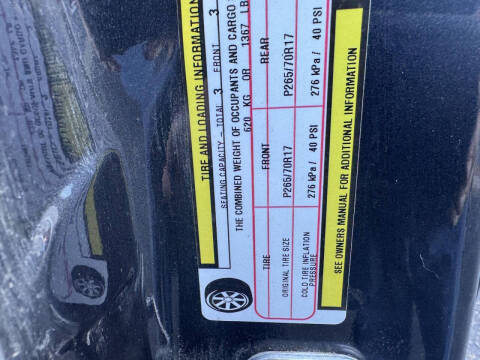 TIRE AND LOADING INFORMATION
SEATING CAPACITY - TOTAL 3 FRONT 3
THE COMBINED WEIGHT OF OCCUPANTS AND CARGO
620 KG OR 1367 LB
TIRE FRONT REAR
ORIGINAL TIRE SIZE P265/70R17 P265/70R17
COLD TIRE INFLATION PRESSURE 276 kPa / 40 PSI 276 kPa / 40 PSI
SEE OWNERS MANUAL FOR ADDITIONAL INFORMATION